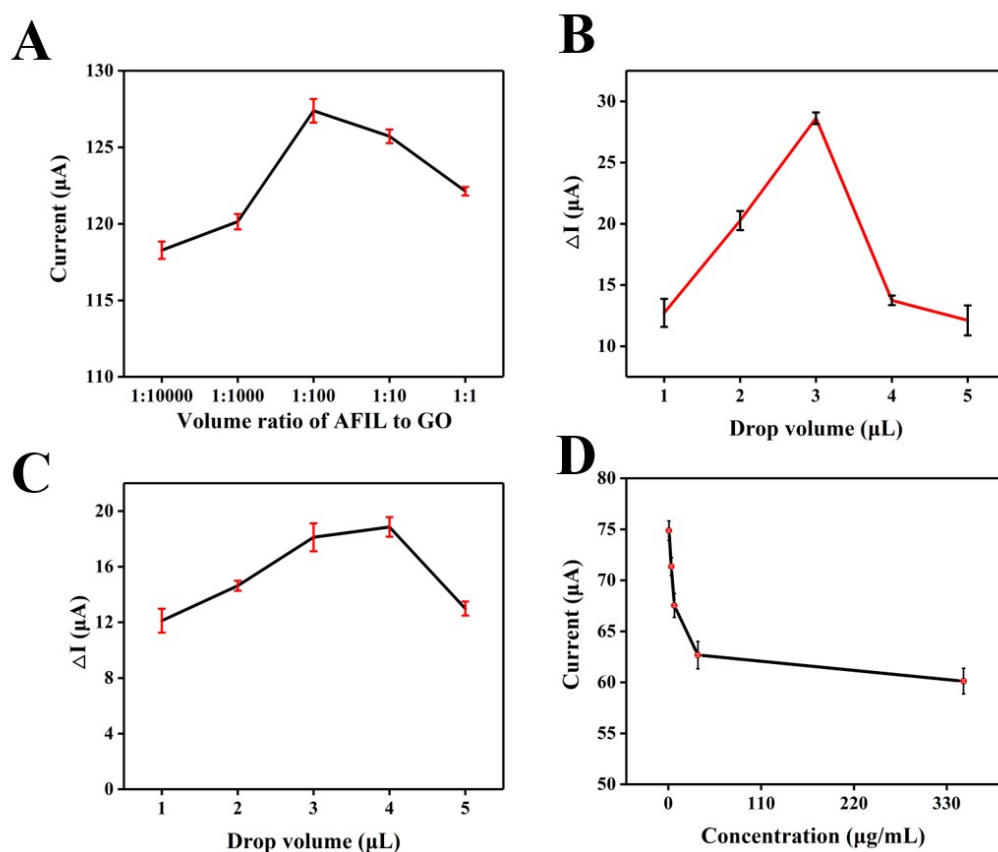 A
130
125
120
115
110
Current (μA)
1:10000 1:1000 1:100 1:10 1:1
Volume ratio of AFIL to GO
B
30
25
20
15
10
△I (μA)
1 2 3 4 5
Drop volume (μL)
C
20
16
12
8
4
0
△I (μA)
1 2 3 4 5
Drop volume (μL)
D
80
75
70
65
60
55
50
Current (μA)
0 110 220 330
Concentration (μg/mL)